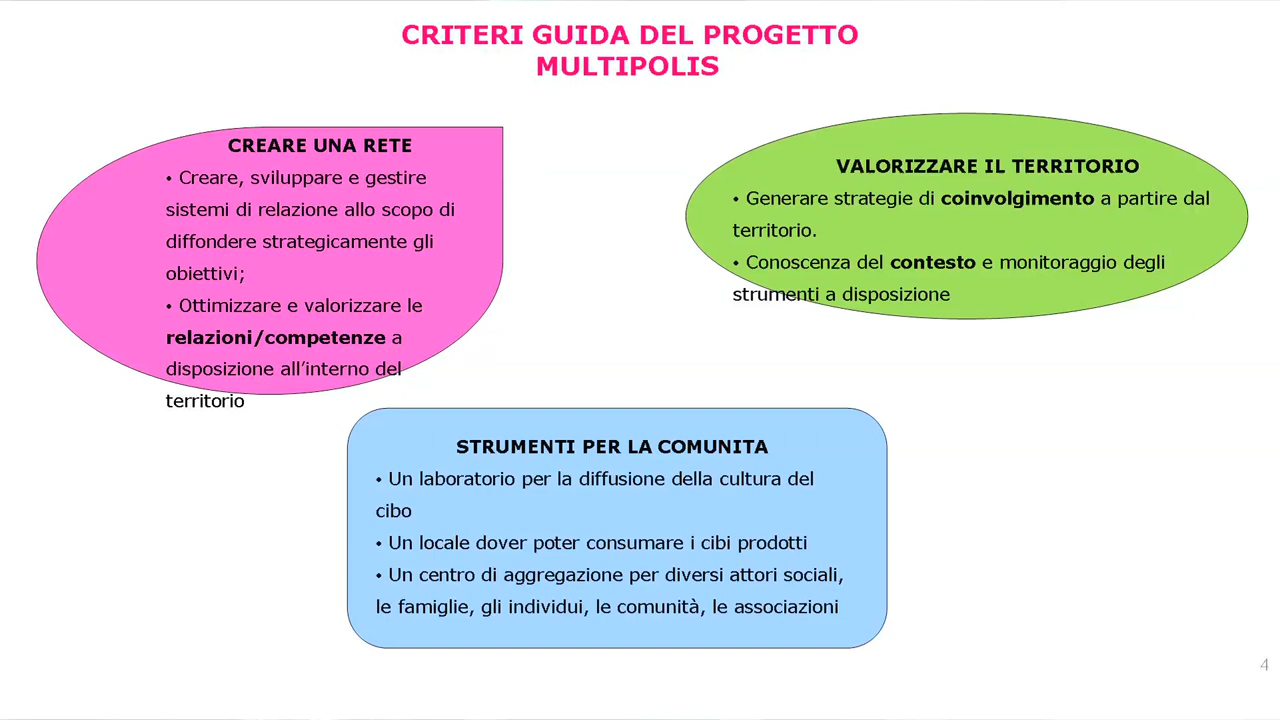 CRITERI GUIDA DEL PROGETTO
MULTIPOLIS
CREARE UNA RETE
• Creare, sviluppare e gestire
sistemi di relazione allo scopo di
diffondere strategicamente gli
obiettivi;
• Ottimizzare e valorizzare le
relazioni/competenze a
disposizione all’interno del
territorio
VALORIZZARE IL TERRITORIO
• Generare strategie di coinvolgimento a partire dal
territorio.
• Conoscenza del contesto e monitoraggio degli
strumenti a disposizione
STRUMENTI PER LA COMUNITA
• Un laboratorio per la diffusione della cultura del
cibo
• Un locale dover poter consumare i cibi prodotti
• Un centro di aggregazione per diversi attori sociali,
le famiglie, gli individui, le comunità, le associazioni
4